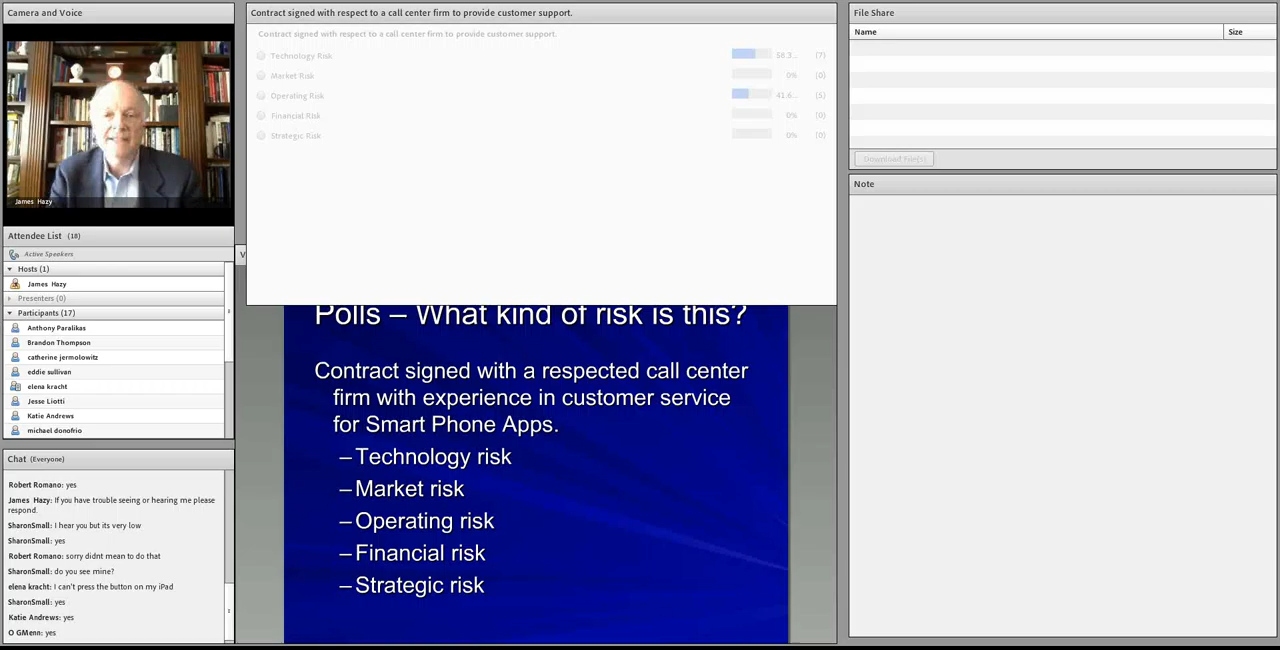 Camera and Voice
James Hazy
Attendee List (18)
Active Speakers
Hosts (1)
James Hazy
Presenters (0)
Participants (17)
Anthony Paralikas
Brandon Thompson
catherine jermolowitz
eddie sullivan
elena kracht
Jesse Liotti
Katie Andrews
michael donofrio
Chat (Everyone)
Robert Romano: yes
James Hazy: If you have trouble seeing or hearing me please
respond.
SharonSmall: I hear you but its very low
SharonSmall: yes
Robert Romano: sorry didnt mean to do that
SharonSmall: do you see mine?
elena kracht: I can't press the button on my iPad
SharonSmall: yes
Katie Andrews: yes
O GMenn: yes
Contract signed with respect to a call center firm to provide customer support.
Contract signed with respect to a call center firm to provide customer support.
Technology Risk 58.3... (7)
Market Risk 0% (0)
Operating Risk 41.6... (5)
Financial Risk 0% (0)
Strategic Risk 0% (0)
V
Polls – What kind of risk is this?
Contract signed with a respected call center
firm with experience in customer service
for Smart Phone Apps.
–Technology risk
–Market risk
–Operating risk
–Financial risk
–Strategic risk
File Share
Name Size
Download File(s)
Note